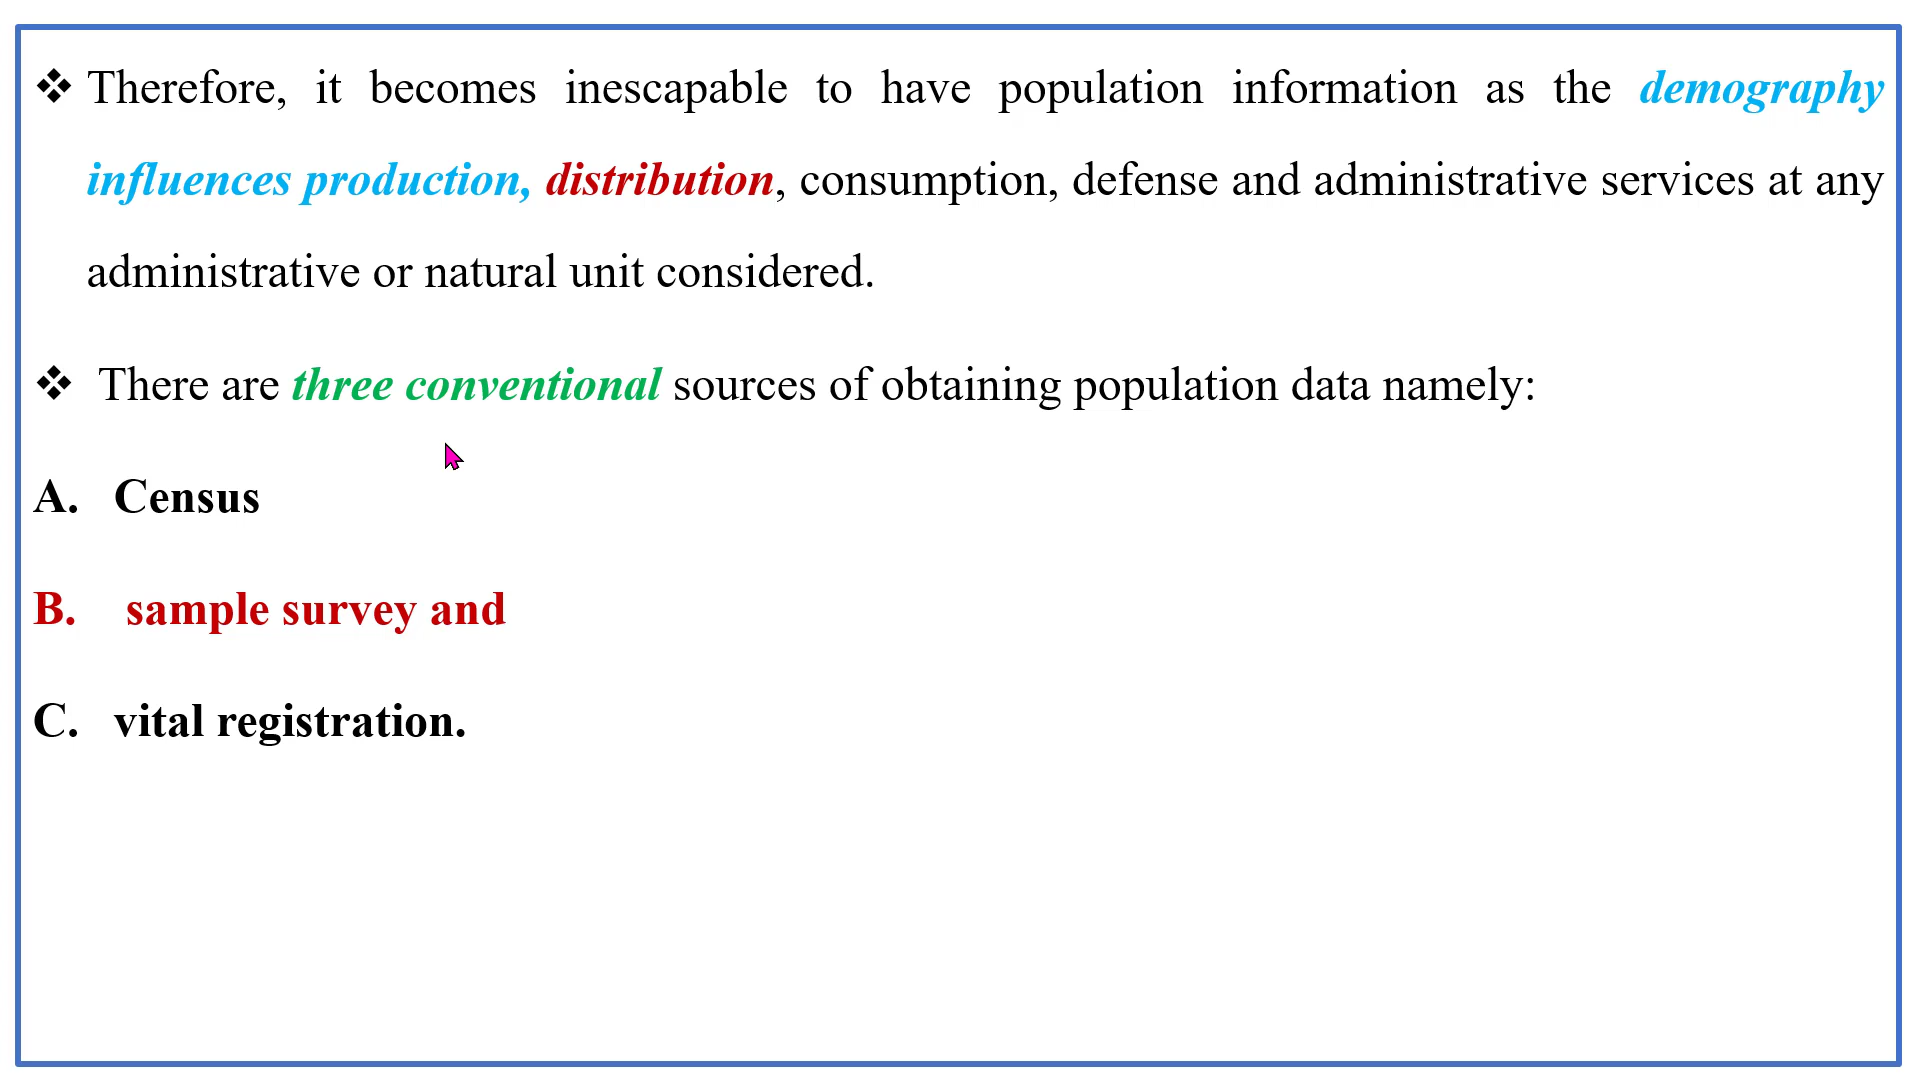 ❖ Therefore, it becomes inescapable to have population information as the demography
influences production, distribution, consumption, defense and administrative services at any
administrative or natural unit considered.
❖ There are three conventional sources of obtaining population data namely:
A. Census
B. sample survey and
C. vital registration.